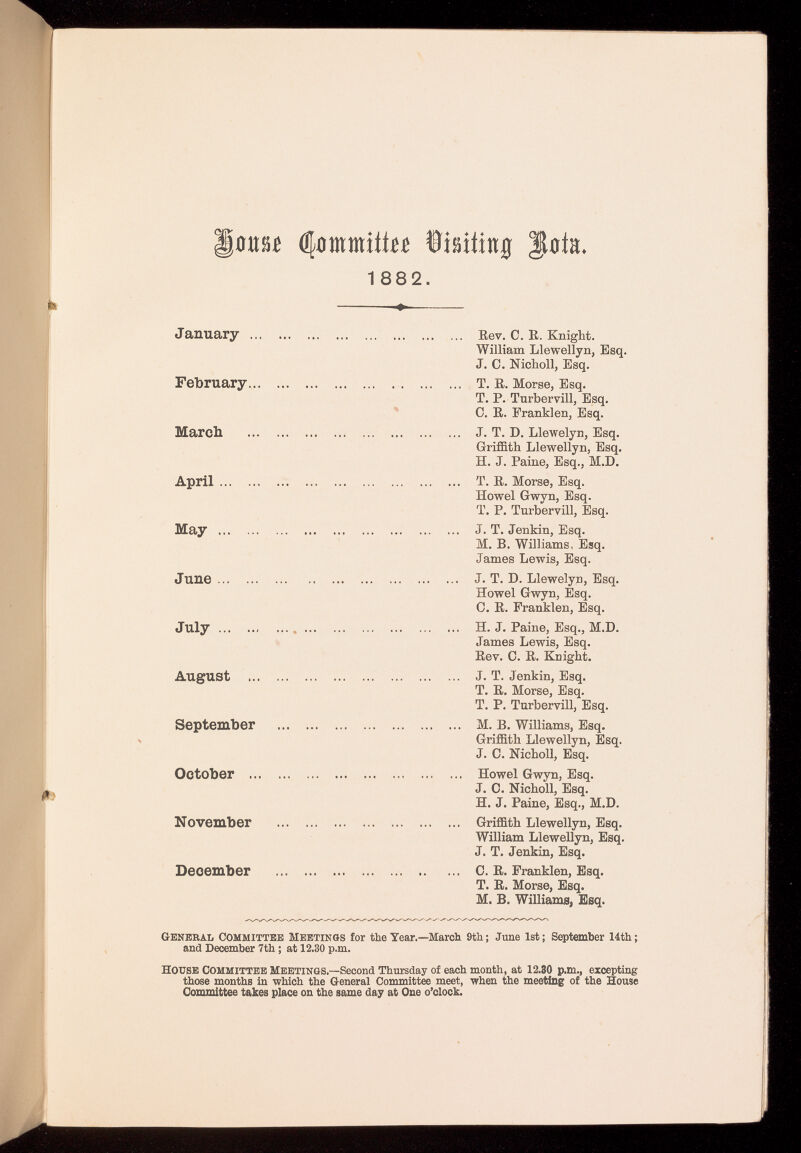 House Committee Visiting Rota.
1882.
January ... ... ... ... ... ... ... ... Rev. C. R. Knight.
William Llewellyn, Esq.
J. C. Nicholl, Esq.
February... ... ... ... ... .. ... ... T. R. Morse, Esq.
T. P. Turbervill, Esq.
C. R. Franklen, Esq.
March ... ... ... ... ... ... ... ... J. T. D. Llewelyn, Esq.
Griffith Llewellyn, Esq.
H. J. Paine, Esq., M.D.
April ... ... ... ... ... ... ... ... ... T. R. Morse, Esq.
Howel Gwyn, Esq.
T. P. Turbervill, Esq.
May ... ... ... ... ... ... ... ... ... J. T. Jenkin, Esq.
M. B. Williams, Esq.
James Lewis, Esq.
June ... ... ... .. ... ... ... ... ... J. T. D. Llewelyn, Esq.
Howel Gwyn, Esq.
C. R. Franklen, Esq.
July ... ... ... ... ... ... ... ... ... H. J. Paine, Esq., M.D.
James Lewis, Esq.
Rev. C. R. Knight.
August ... ... ... ... ... ... ... ... J. T. Jenkin, Esq.
T. R. Morse, Esq.
T. P. Turbervill, Esq.
September ... ... ... ... ... ... ... M. B. Williams, Esq.
Griffith Llewellyn, Esq.
J. C. Nicholl, Esq.
October ... ... ... ... ... ... ... ... Howel Gwyn, Esq.
J. C. Nicholl, Esq.
H. J. Paine, Esq., M.D.
November ... ... ... ... ... ... ... Griffith Llewellyn, Esq.
William Llewellyn, Esq.
J. T. Jenkin, Esq.
December ... ... ... ... ... .. ... C. R. Franklen, Esq.
T. R. Morse, Esq.
M. B. Williams, Esq.
GENERAL COMMITTEE MEETINGS for the Year.—March 9th; June 1st; September 14th;
and December 7th; at 12.30 p.m.
HOUSE COMMITTEE MEETINGS.—Second Thursday of each month, at 12.30 p.m., excepting
those months in which the General Committee meet, when the meeting of the House
Committee takes place on the same day at One o'clock.